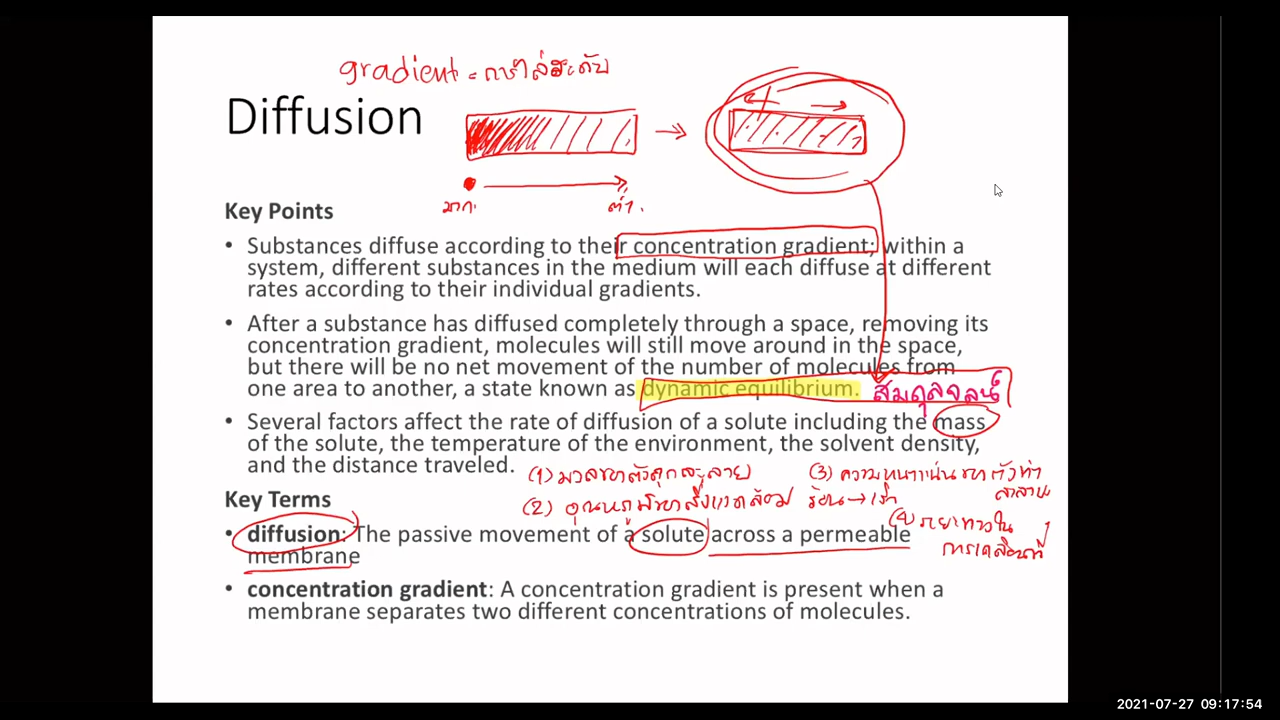 gradient = การไล่ระดับ
Diffusion
มาก
ต่ำ
Key Points
• Substances diffuse according to their concentration gradient; within a
system, different substances in the medium will each diffuse at different
rates according to their individual gradients.
• After a substance has diffused completely through a space, removing its
concentration gradient, molecules will still move around in the space,
but there will be no net movement of the number of molecules from
one area to another, a state known as dynamic equilibrium. สมดุลจลน์
• Several factors affect the rate of diffusion of a solute including the mass
of the solute, the temperature of the environment, the solvent density,
and the distance traveled.
(1) มวลของตัวถูกละลาย (3) ความหนาแน่นของตัวทำ
ละลาย
(2) อุณหภูมิของสิ่งแวดล้อม ร้อน → เร็ว
Key Terms
(4) ระยะทางใน
การเคลื่อนที่
• diffusion: The passive movement of a solute across a permeable
membrane
• concentration gradient: A concentration gradient is present when a
membrane separates two different concentrations of molecules.
2021-07-27 09:17:54